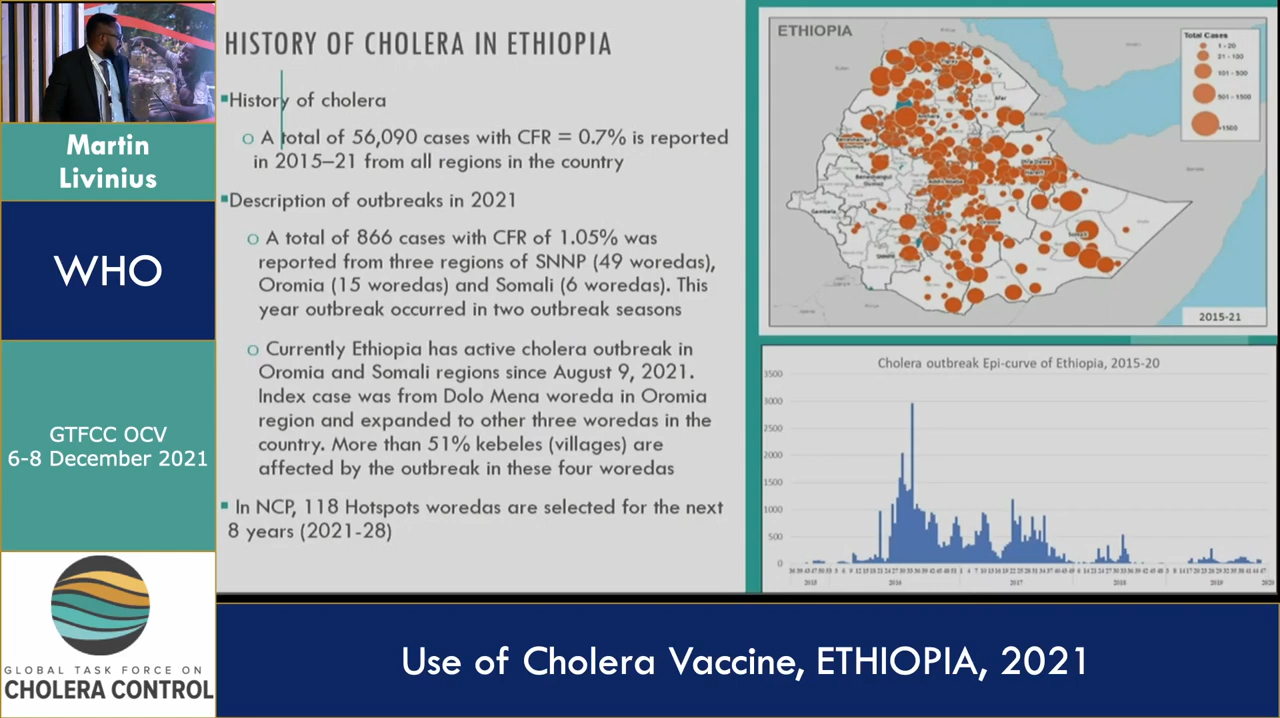 HISTORY OF CHOLERA IN ETHIOPIA
▪History of cholera
o A total of 56,090 cases with CFR = 0.7% is reported
in 2015–21 from all regions in the country
▪Description of outbreaks in 2021
o A total of 866 cases with CFR of 1.05% was
reported from three regions of SNNP (49 woredas),
Oromia (15 woredas) and Somali (6 woredas). This
year outbreak occurred in two outbreak seasons
o Currently Ethiopia has active cholera outbreak in
Oromia and Somali regions since August 9, 2021.
Index case was from Dolo Mena woreda in Oromia
region and expanded to other three woredas in the
country. More than 51% kebeles (villages) are
affected by the outbreak in these four woredas
▪ In NCP, 118 Hotspots woredas are selected for the next
8 years (2021-28)
ETHIOPIA
Total Cases
1 - 20
21 - 100
101 - 500
501 - 1500
>1500
Afar
Amhara
Gambela
Oromia
Somali
2015-21
Cholera outbreak Epi-curve of Ethiopia, 2015-20
3500
3000
2500
2000
1500
1000
500
0
2015
2016
2017
2018
2019
2020
Martin
Livinius
WHO
GTFCC OCV
6-8 December 2021
GLOBAL TASK FORCE ON
CHOLERA CONTROL
Use of Cholera Vaccine, ETHIOPIA, 2021